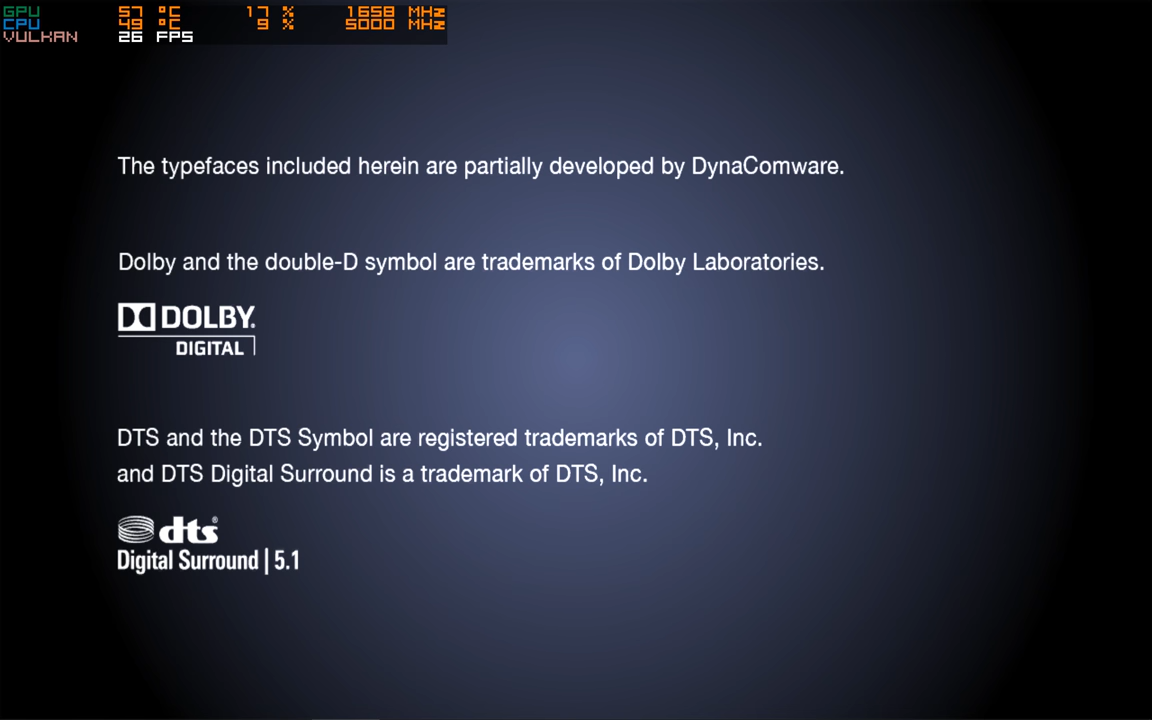 GPU 57 °C 17 % 1658 MHz
CPU 49 °C 9 % 5000 MHz
VULKAN 26 FPS
The typefaces included herein are partially developed by DynaComware.
Dolby and the double-D symbol are trademarks of Dolby Laboratories.
DOLBY.
DIGITAL
DTS and the DTS Symbol are registered trademarks of DTS, Inc.
and DTS Digital Surround is a trademark of DTS, Inc.
dts®
Digital Surround | 5.1